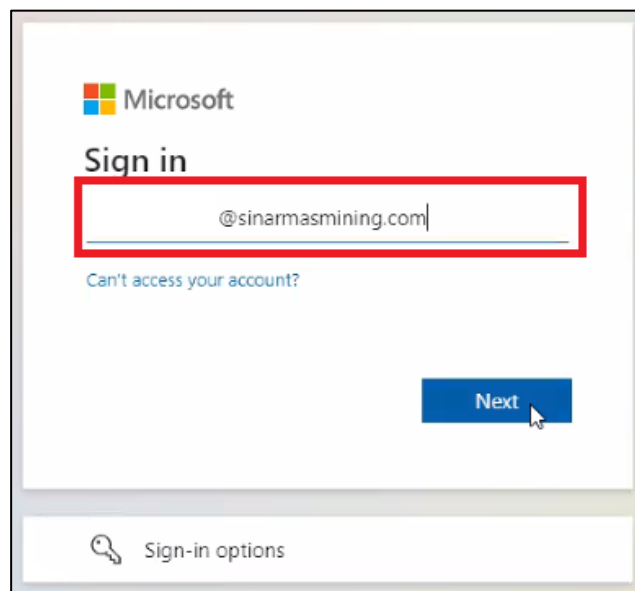 Microsoft
Sign in
@sinarmasmining.com
Can't access your account?
Next
Sign-in options